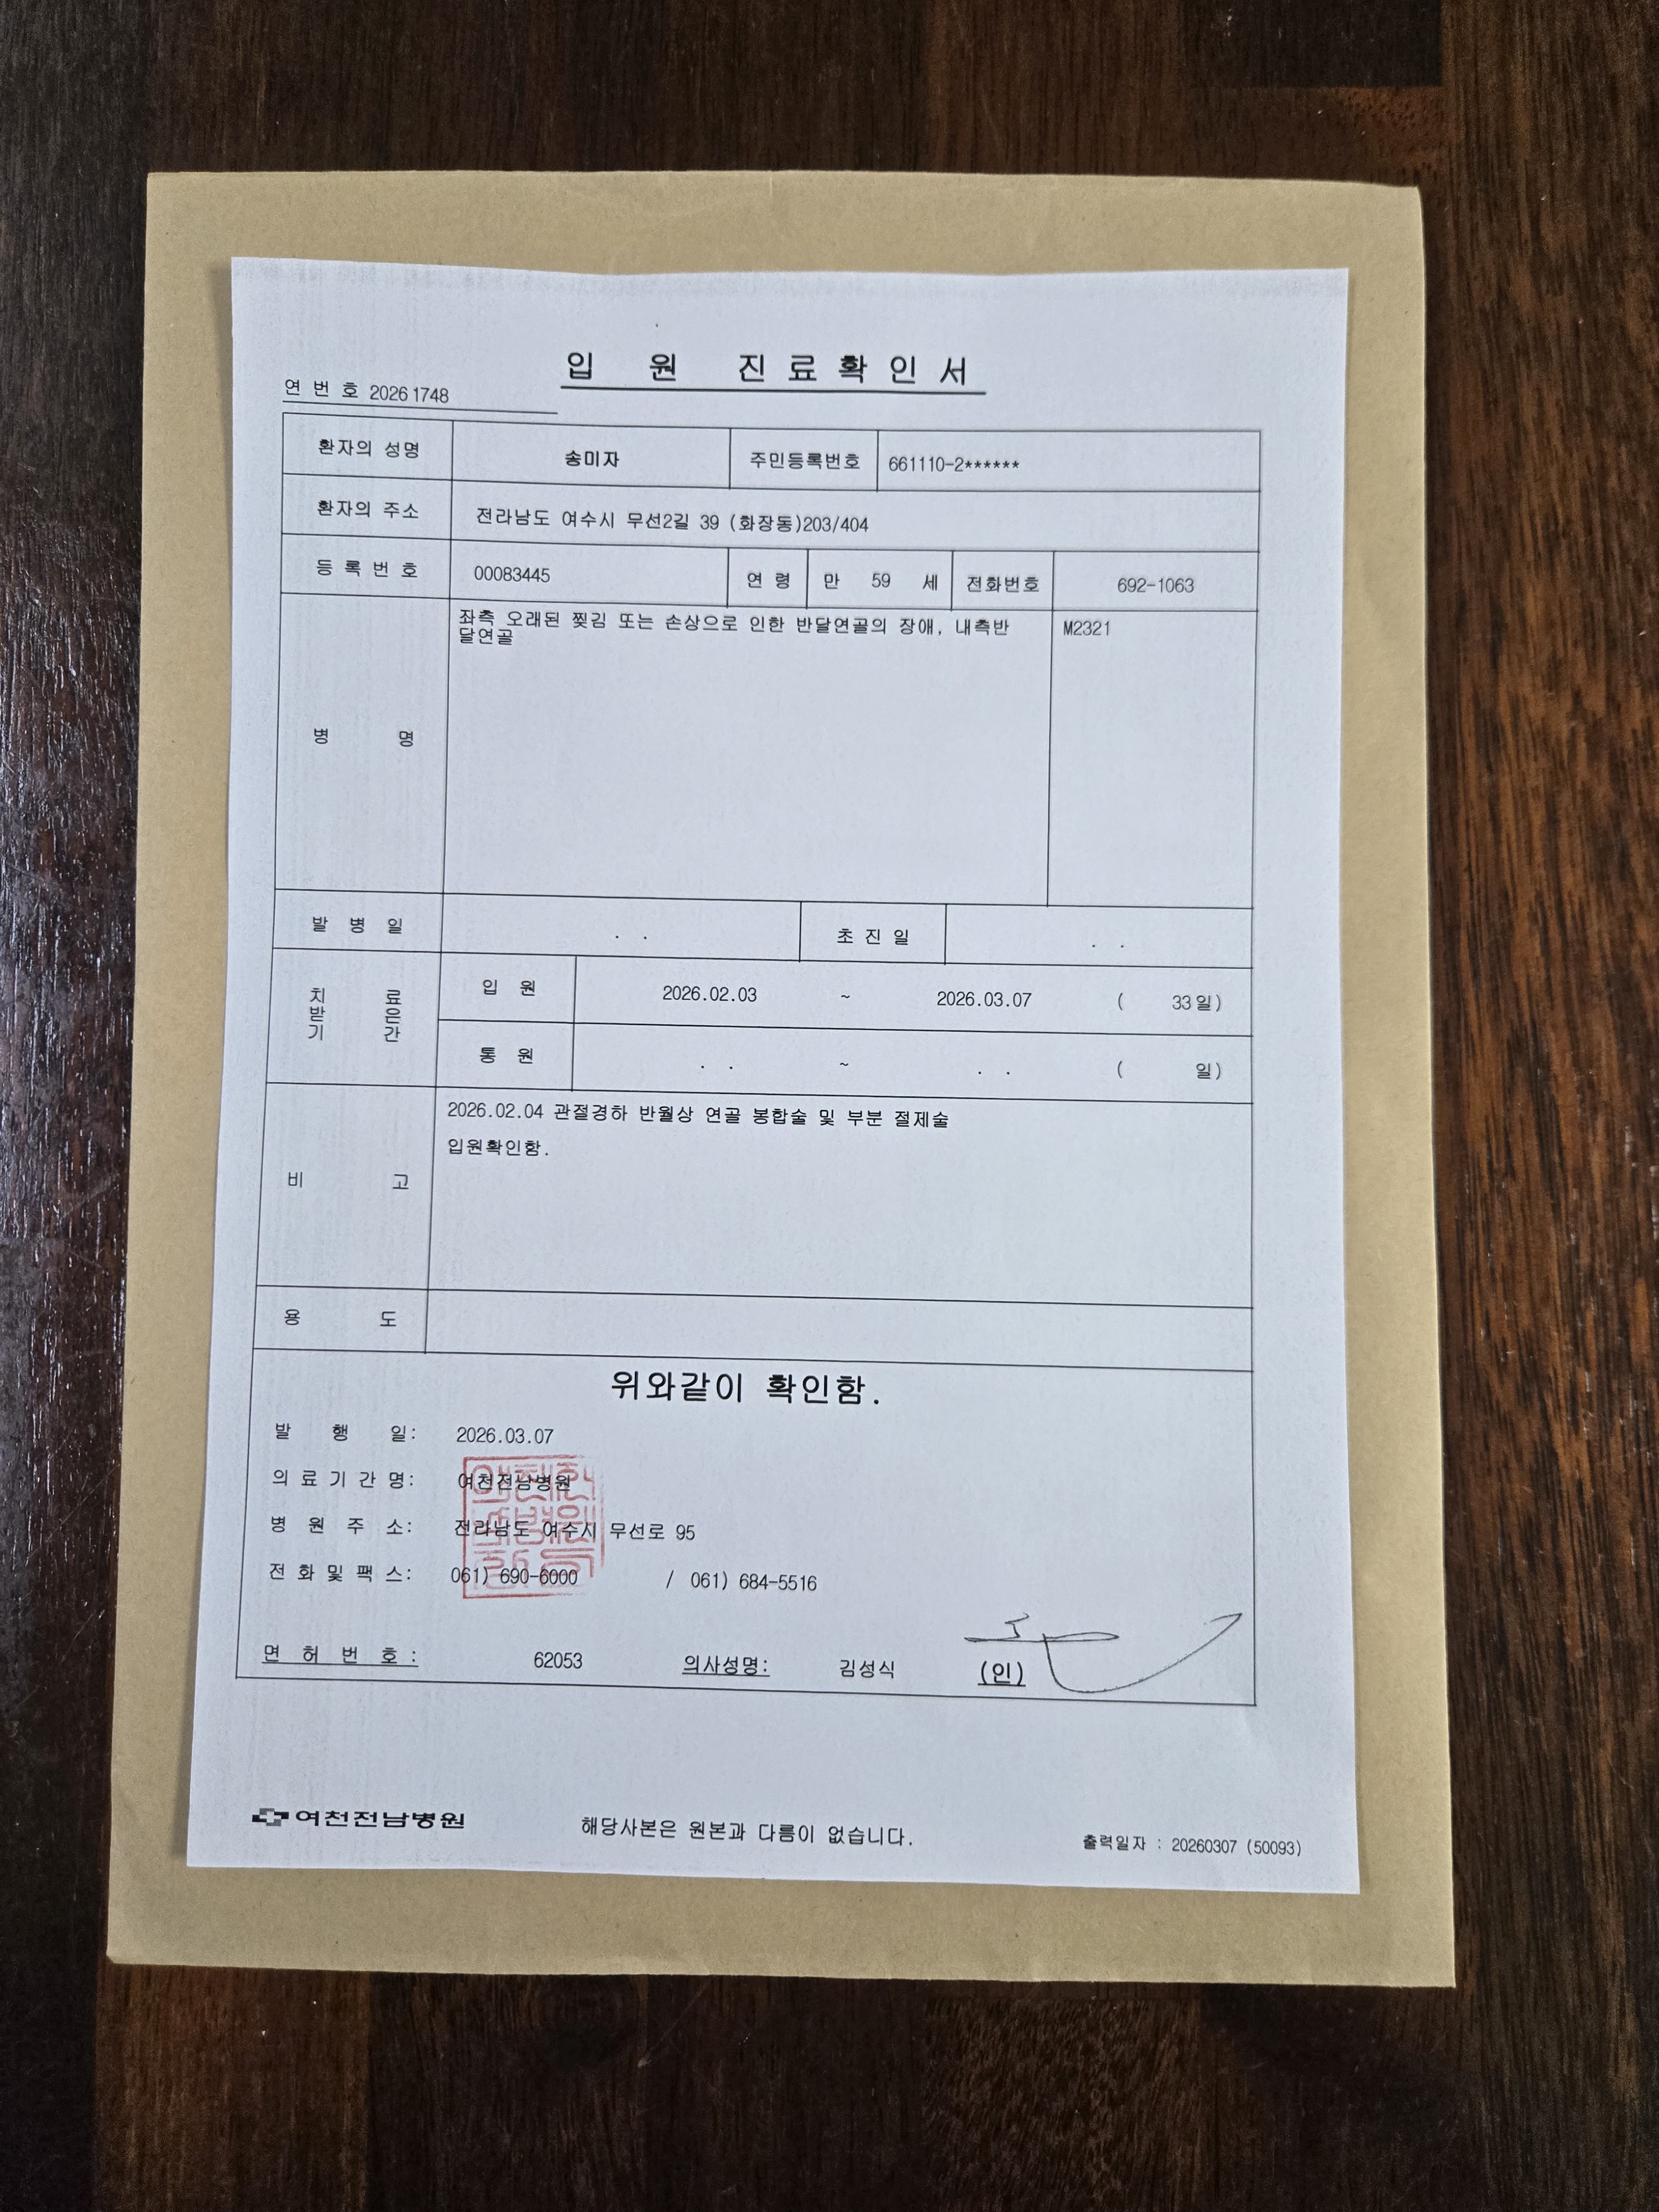 입 원 진료확인서
연 번 호 2026 1748
환자의 성명 송미자 주민등록번호 661110-2******
환자의 주소 전라남도 여수시 무선2길 39 (화장동)203/404
등 록 번 호 00083445 연 령 만 59 세 전화번호 692-1063
병 명 좌측 오래된 찢김 또는 손상으로 인한 반달연골의 장애, 내측반 M2321
달연골
발 병 일 . . 초 진 일 . .
치 료 받 은 기 간
입 원 2026.02.03 ~ 2026.03.07 ( 33일)
통 원 . . ~ . . ( 일)
비 고 2026.02.04 관절경하 반월상 연골 봉합술 및 부분 절제술
입원확인함.
용 도
위와같이 확인함.
발 행 일: 2026.03.07
의 료 기 간 명: 여천전남병원
병 원 주 소: 전라남도 여수시 무선로 95
전 화 및 팩 스: 061) 690-6000 / 061) 684-5516
면 허 번 호 : 62053 의사성명: 김성식 (인)
여천전남병원 해당사본은 원본과 다름이 없습니다. 출력일자 : 20260307 (50093)